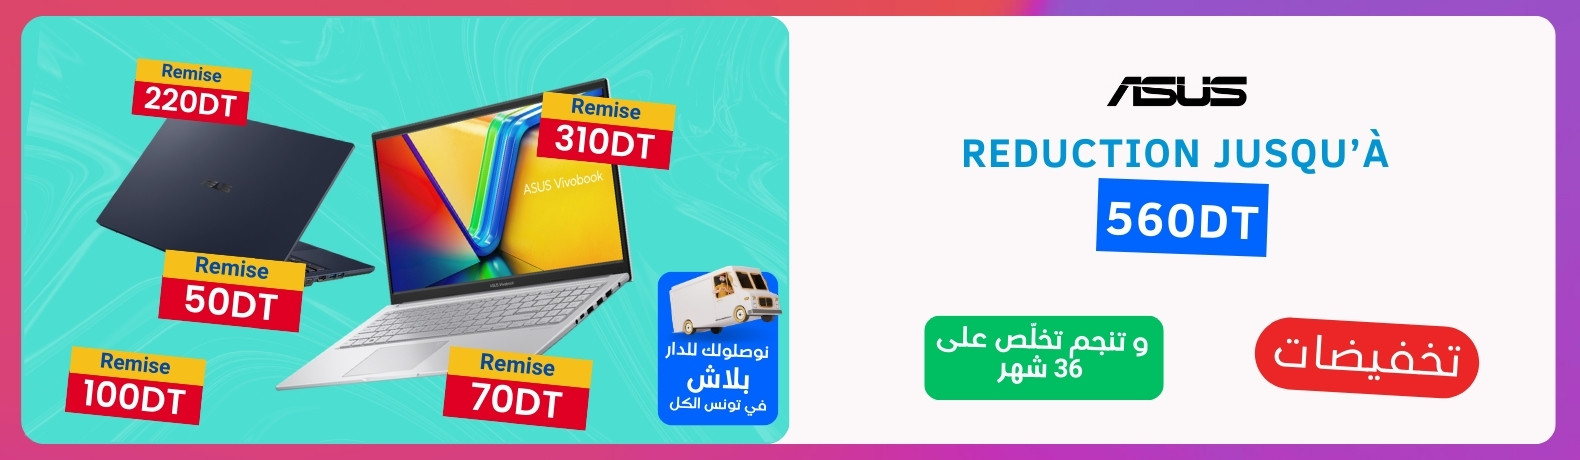 Remise
220DT
Remise
310DT
ASUS Vivobook
Remise
50DT
Remise
100DT
Remise
70DT
نوصلولك للدار
بلاش
في تونس الكل
ASUS
REDUCTION JUSQU’À
560DT
و تنجم تخلّص على
36 شهر
تخفيضات